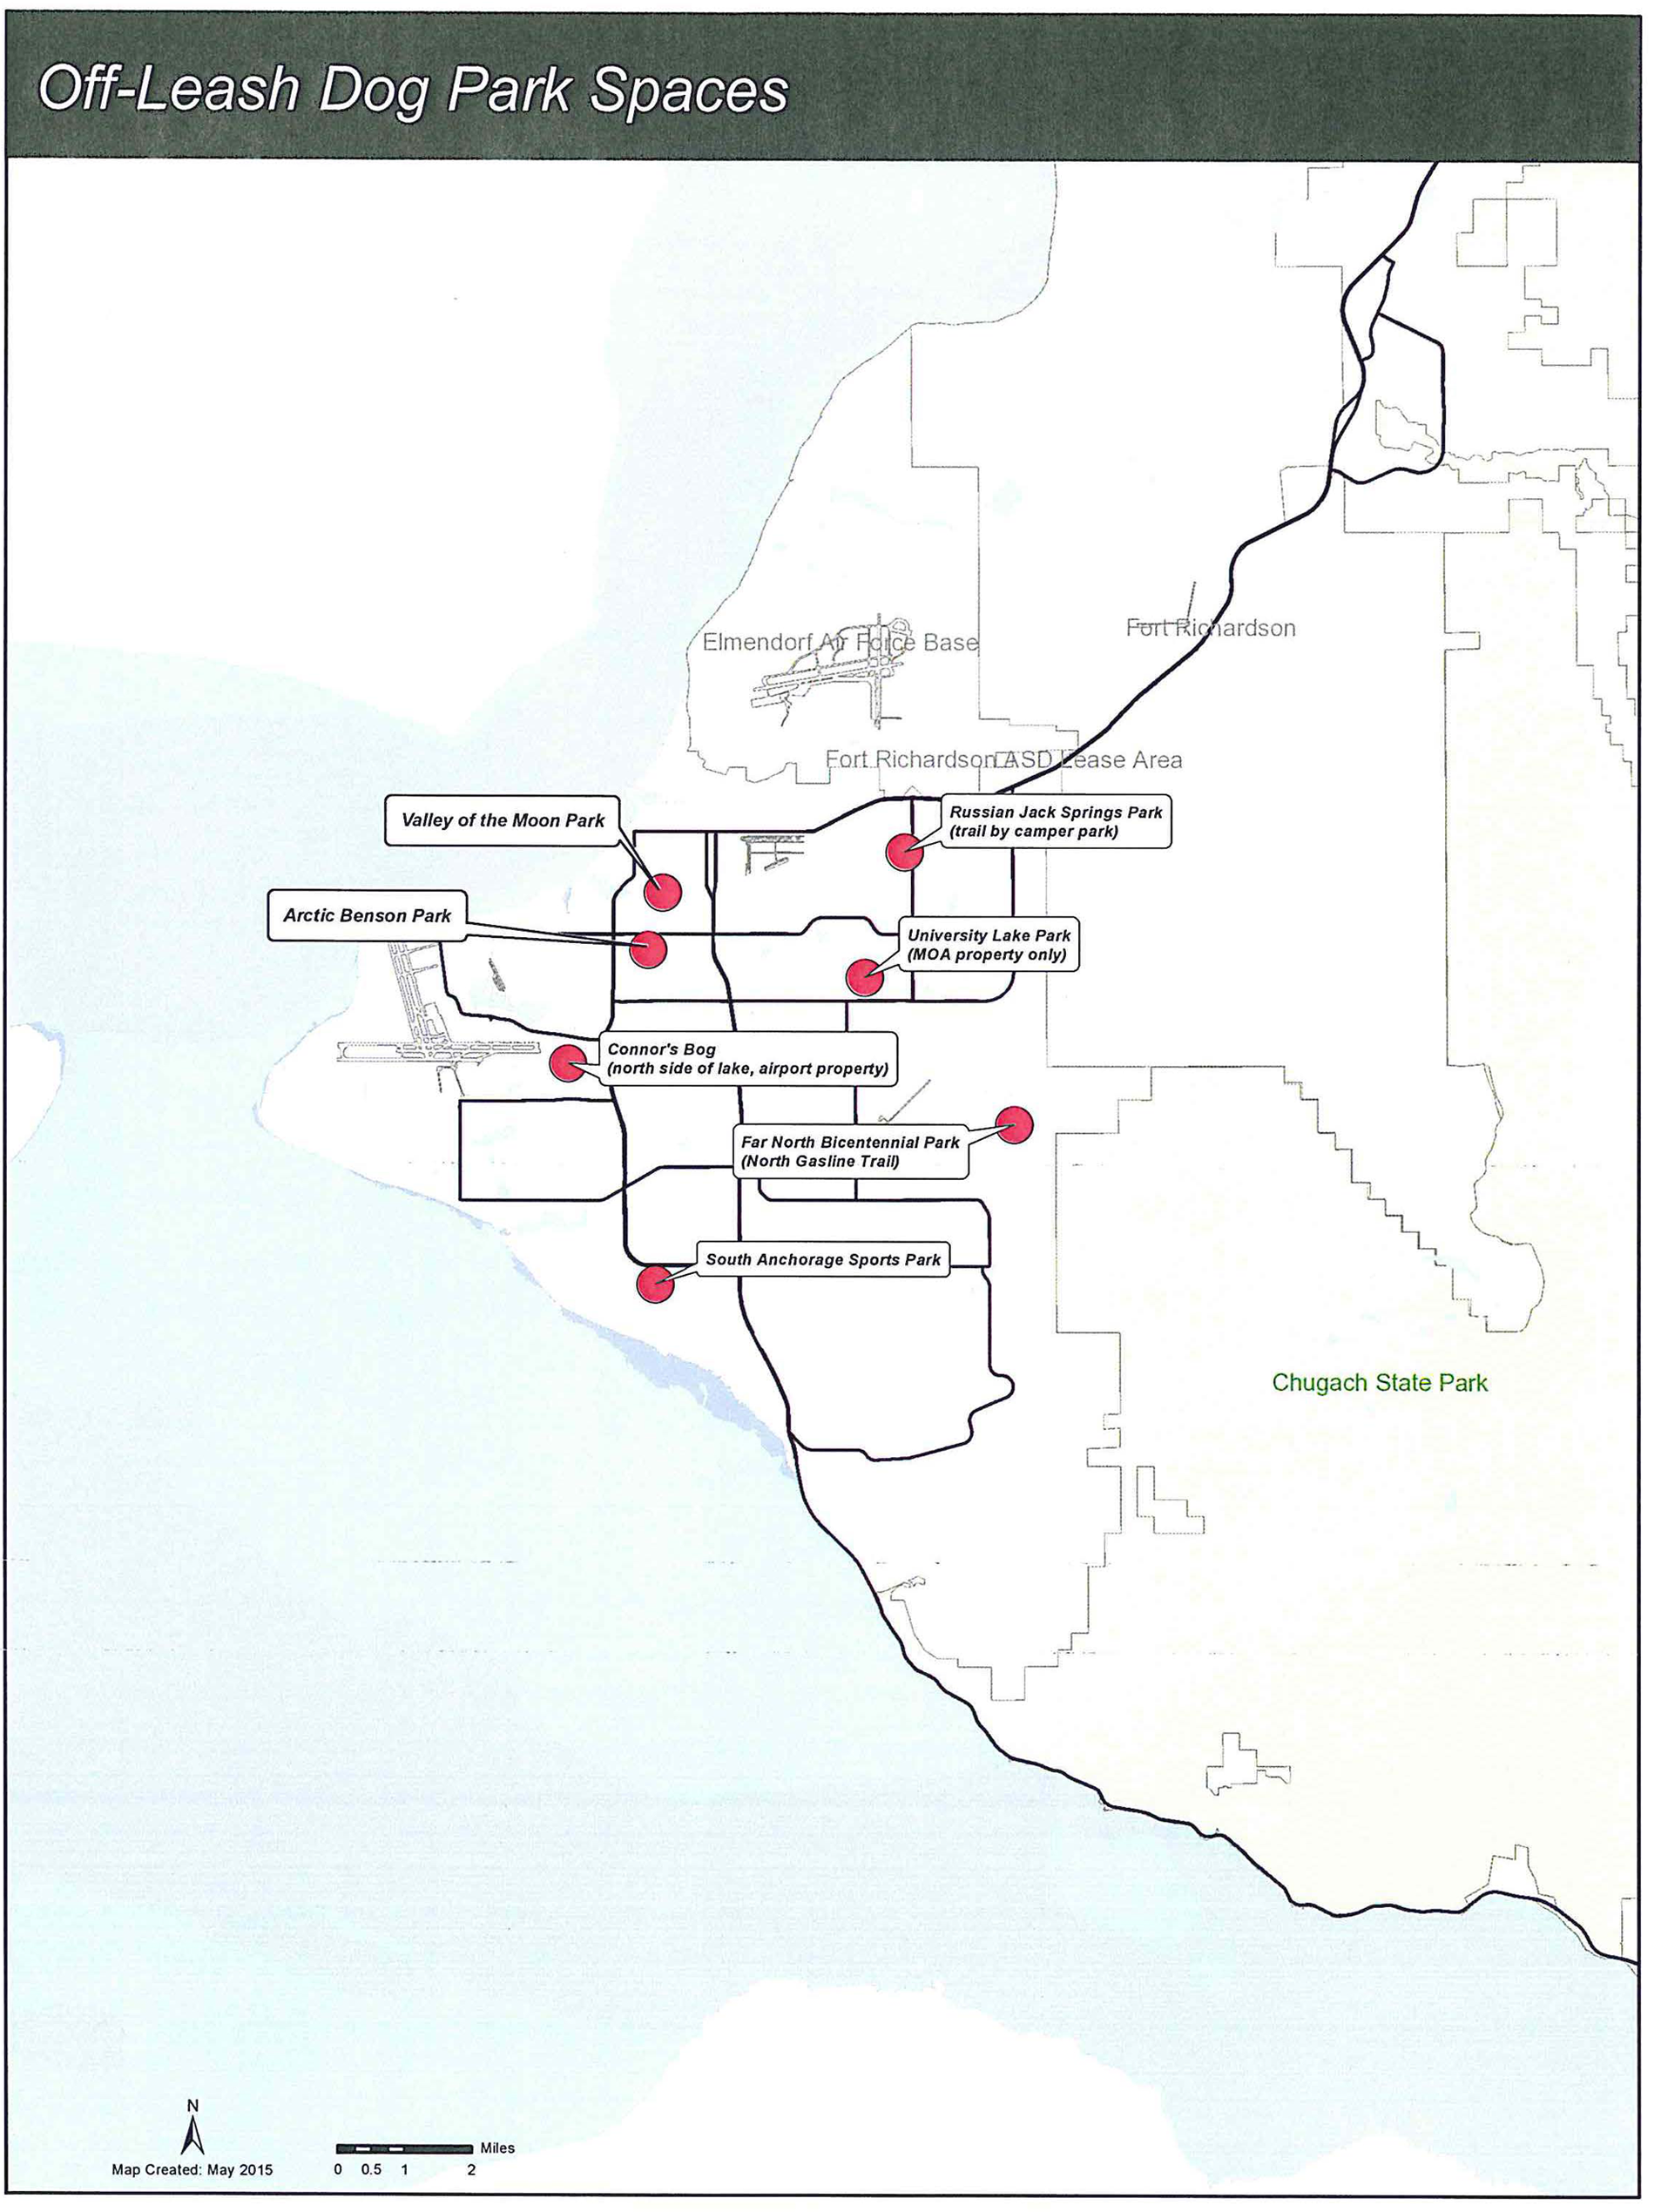 Off-Leash Dog Park Spaces
Elmendorf Air Force Base
Fort Richardson
Fort Richardson ASD Lease Area
Valley of the Moon Park
Russian Jack Springs Park
(trail by camper park)
Arctic Benson Park
University Lake Park
(MOA property only)
Connor's Bog
(north side of lake, airport property)
Far North Bicentennial Park
(North Gasline Trail)
South Anchorage Sports Park
Chugach State Park
N
Map Created: May 2015
Miles
0 0.5 1 2